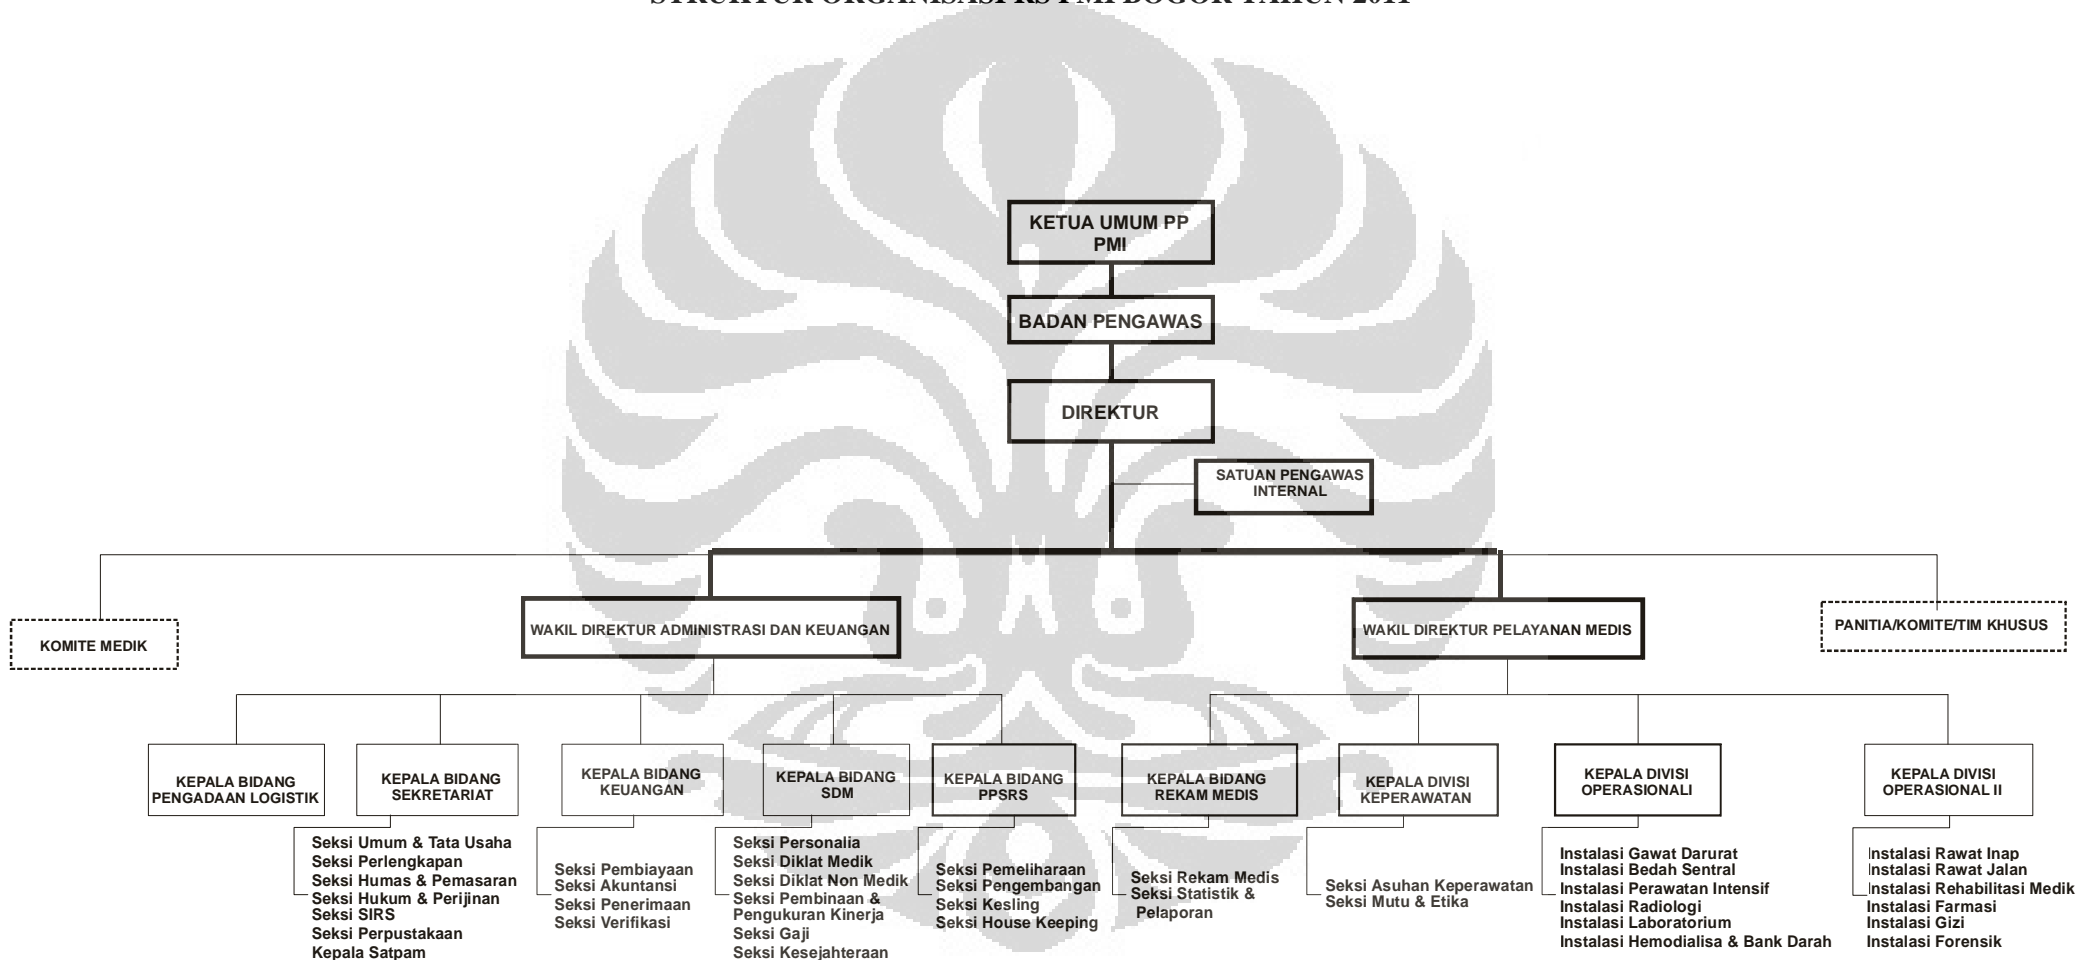 STRUKTUR ORGANISASI RS PMI BOGOR TAHUN 2011
KETUA UMUM PP
PMI
BADAN PENGAWAS
DIREKTUR
SATUAN PENGAWAS
INTERNAL
KOMITE MEDIK
WAKIL DIREKTUR ADMINISTRASI DAN KEUANGAN
WAKIL DIREKTUR PELAYANAN MEDIS
PANITIA/KOMITE/TIM KHUSUS
KEPALA BIDANG
PENGADAAN LOGISTIK
KEPALA BIDANG
SEKRETARIAT
KEPALA BIDANG
KEUANGAN
KEPALA BIDANG
SDM
KEPALA BIDANG
PPSRS
KEPALA BIDANG
REKAM MEDIS
KEPALA DIVISI
KEPERAWATAN
KEPALA DIVISI
OPERASIONALI
KEPALA DIVISI
OPERASIONAL II
Seksi Umum & Tata Usaha
Seksi Perlengkapan
Seksi Humas & Pemasaran
Seksi Hukum & Perijinan
Seksi SIRS
Seksi Perpustakaan
Kepala Satpam
Seksi Pembiayaan
Seksi Akuntansi
Seksi Penerimaan
Seksi Verifikasi
Seksi Personalia
Seksi Diklat Medik
Seksi Diklat Non Medik
Seksi Pembinaan &
Pengukuran Kinerja
Seksi Gaji
Seksi Kesejahteraan
Seksi Pemeliharaan
Seksi Pengembangan
Seksi Kesling
Seksi House Keeping
Seksi Rekam Medis
Seksi Statistik &
Pelaporan
Seksi Asuhan Keperawatan
Seksi Mutu & Etika
Instalasi Gawat Darurat
Instalasi Bedah Sentral
Instalasi Perawatan Intensif
Instalasi Radiologi
Instalasi Laboratorium
Instalasi Hemodialisa & Bank Darah
Instalasi Rawat Inap
Instalasi Rawat Jalan
Instalasi Rehabilitasi Medik
Instalasi Farmasi
Instalasi Gizi
Instalasi Forensik